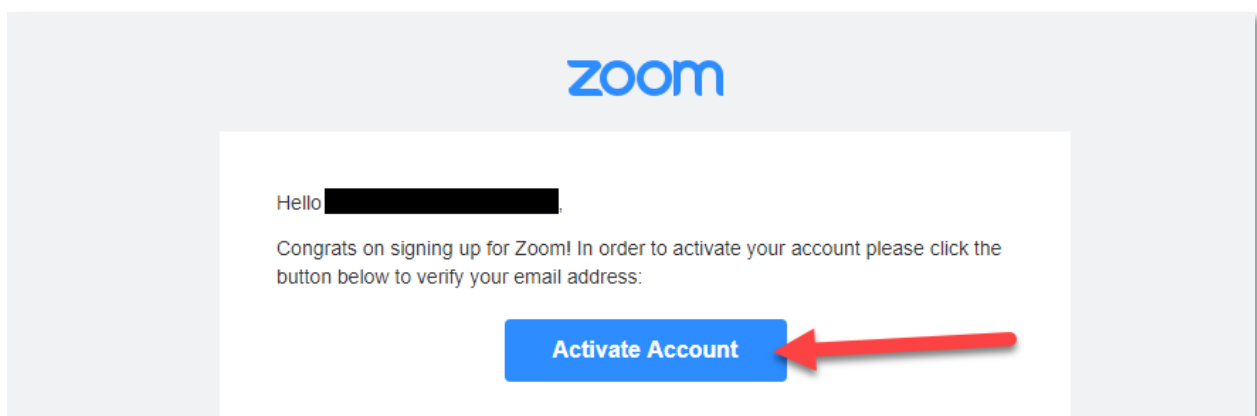 zoom
Hello ,
Congrats on signing up for Zoom! In order to activate your account please click the
button below to verify your email address:
Activate Account